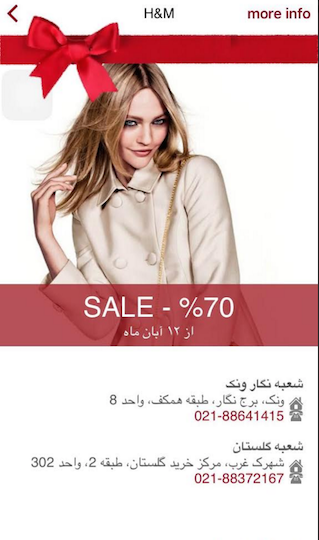 H&M
more info
SALE - %70
از ۱۲ آبان ماه
شعبه نگار ونک
ونک، برج نگار، طبقه همکف، واحد 8
021-88641415
شعبه گلستان
شهرک غرب، مرکز خرید گلستان، طبقه 2، واحد 302
021-88372167